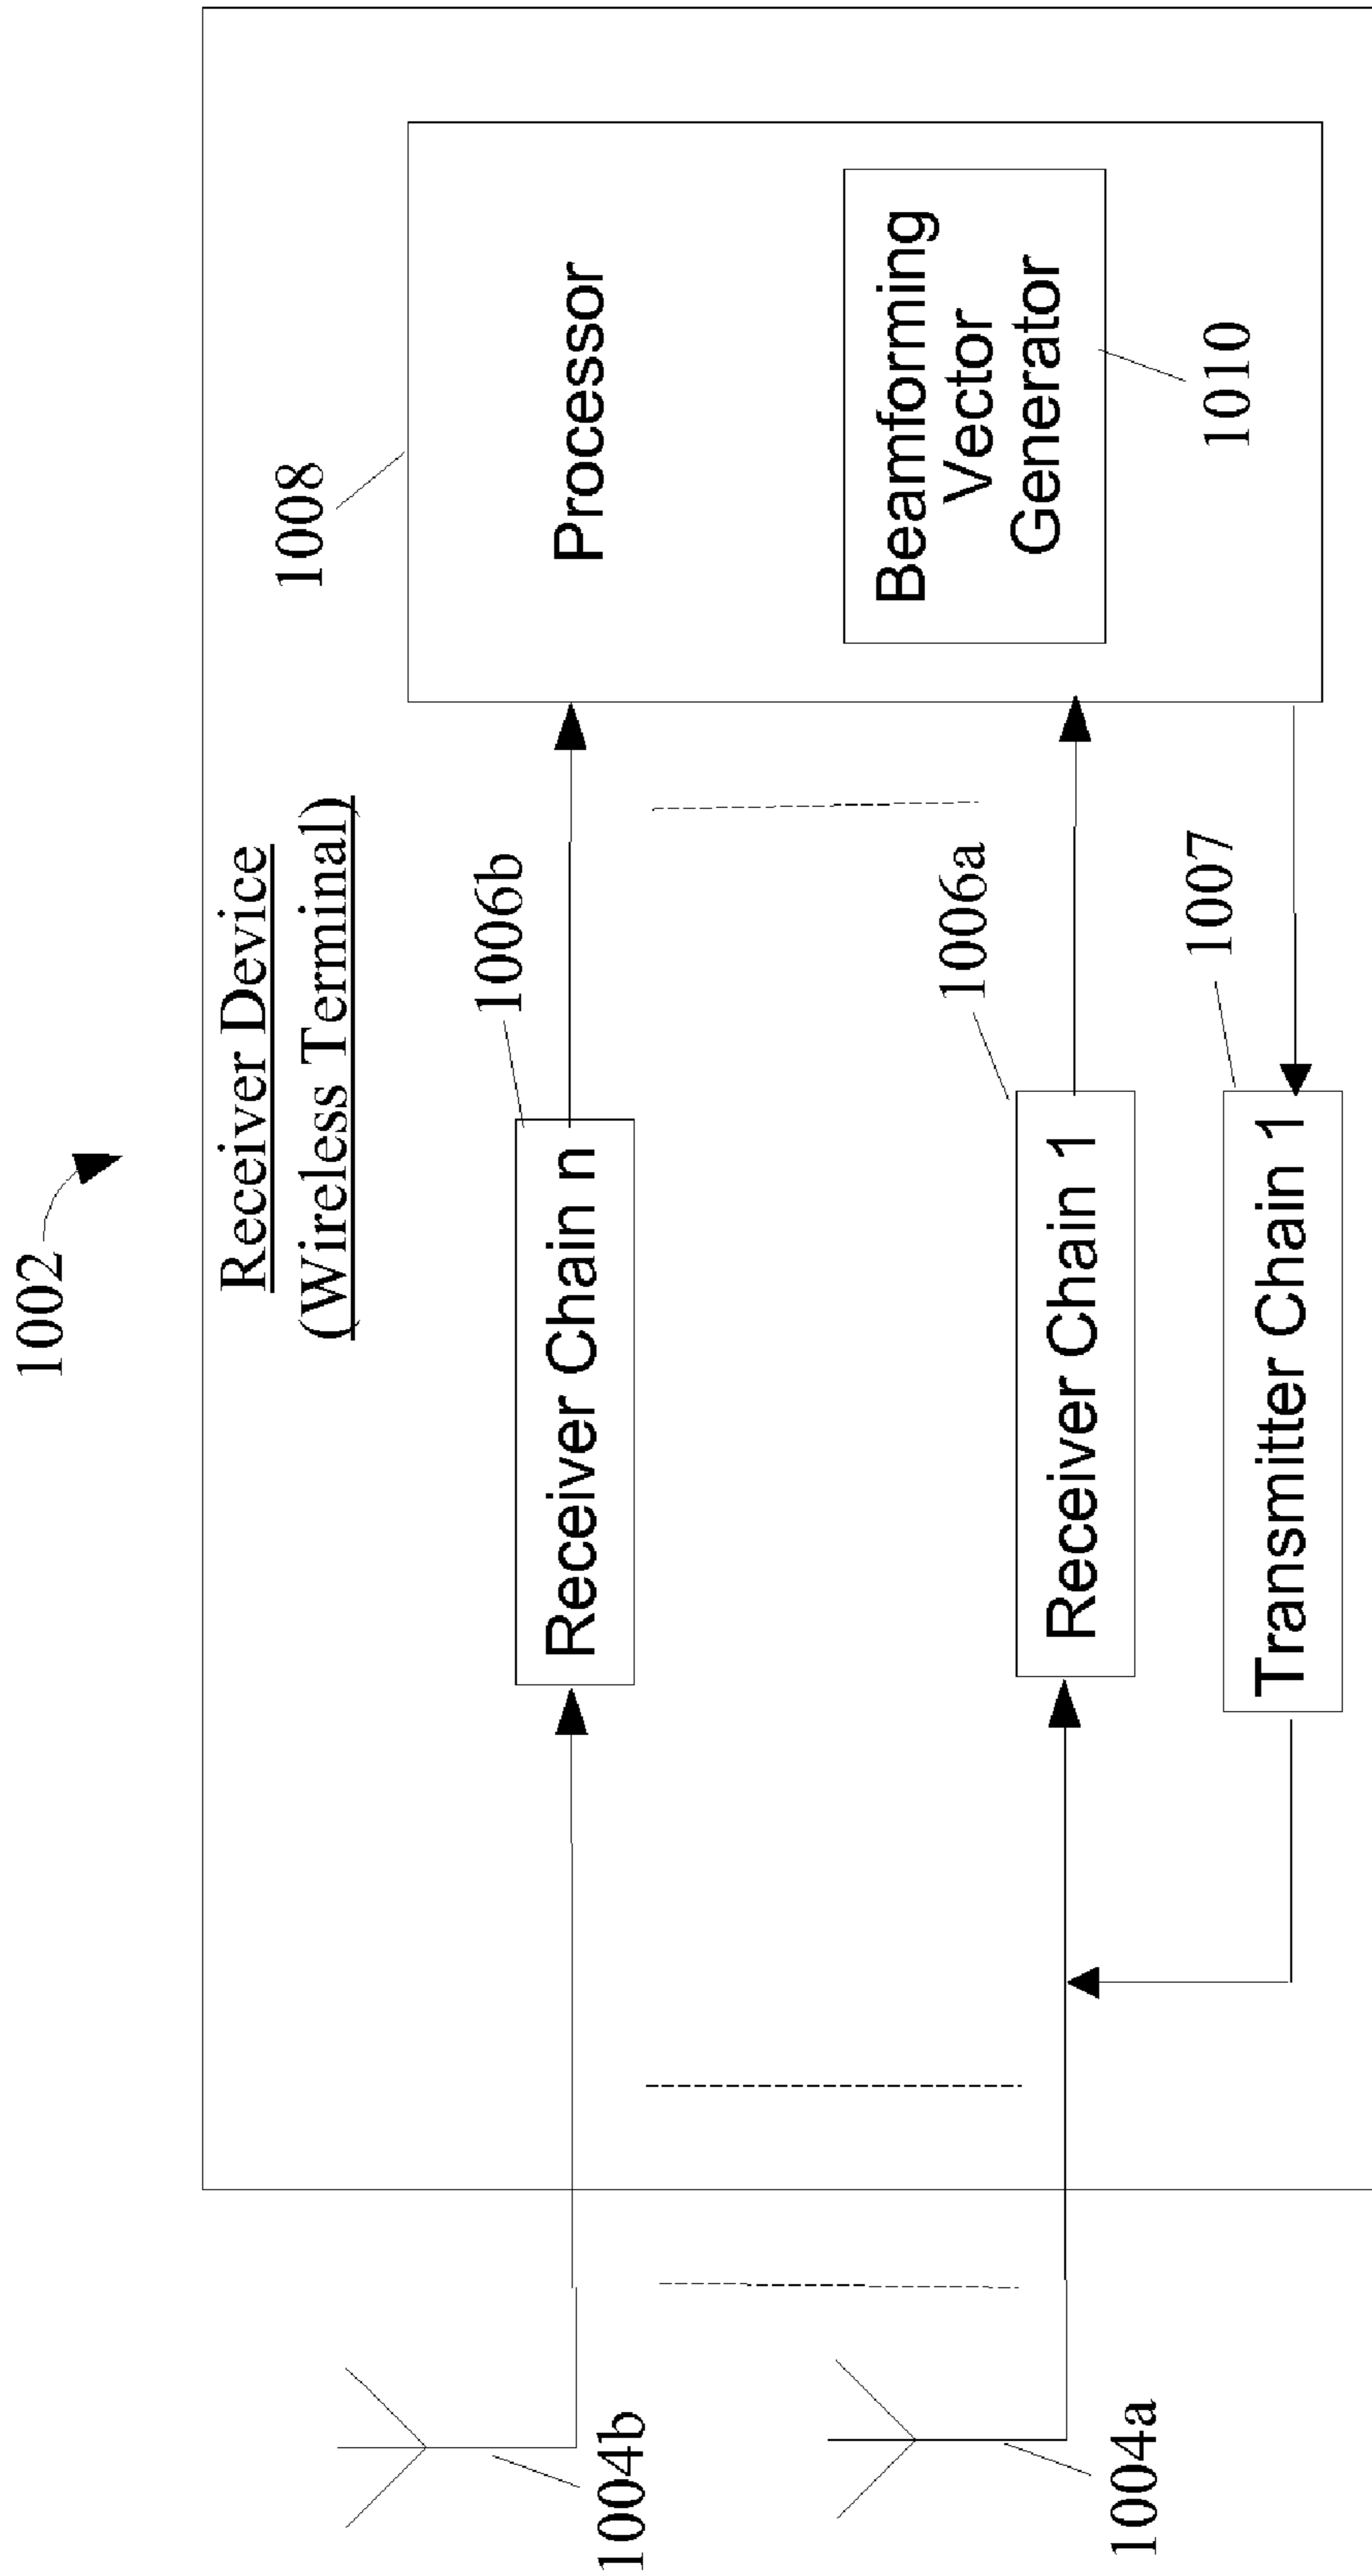 1002
Receiver Device
(Wireless Terminal)
1008
1004b
Receiver Chain n
1006b
Processor
1004a
Receiver Chain 1
1006a
Beamforming
Vector
Generator
1010
Transmitter Chain 1
1007